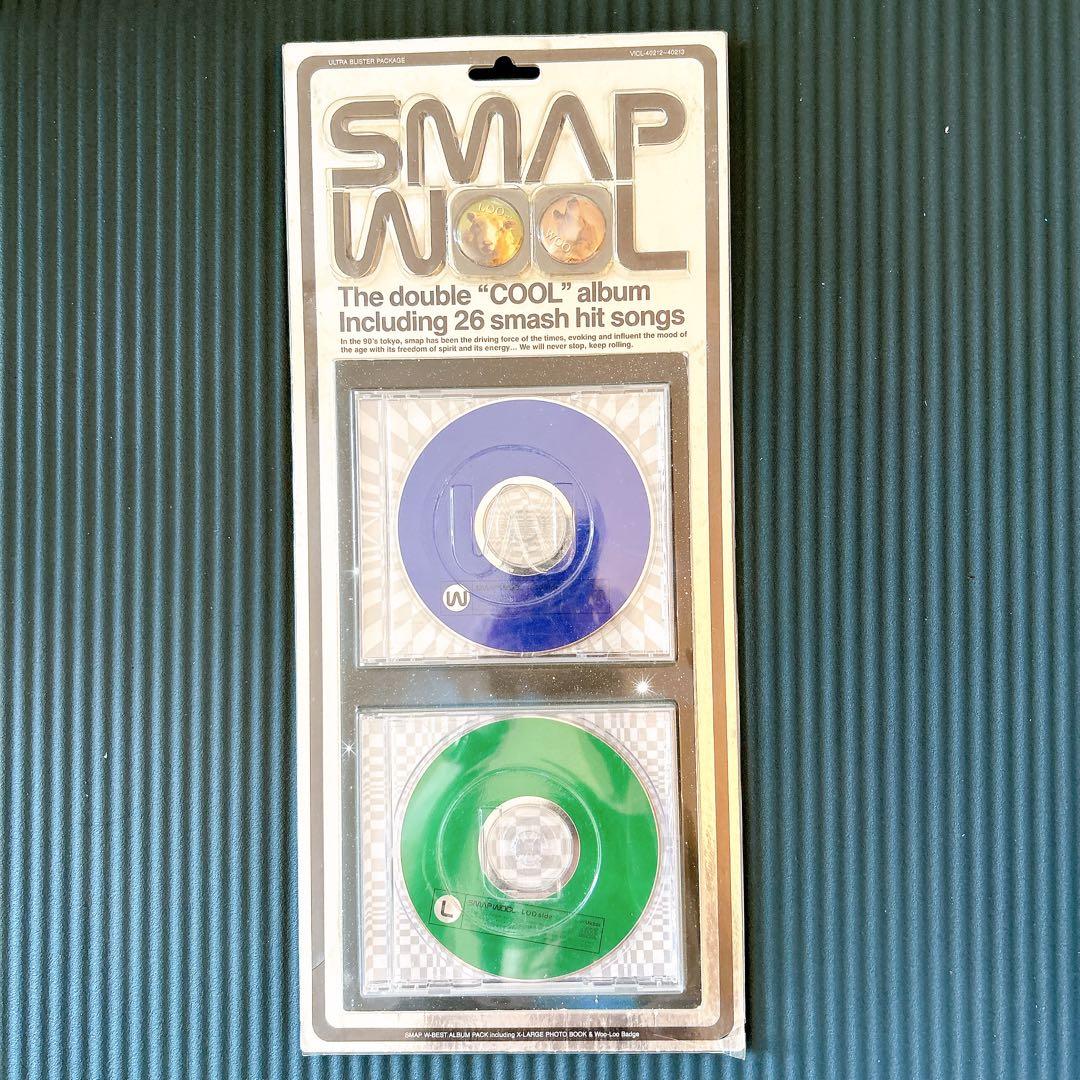 ULTRA BLISTER PACKAGE
VICL-40212~40213
SMAP
WOOL
LOO
WOO
The double "COOL" album
Including 26 smash hit songs
In the 90's tokyo, smap has been the driving force of the times, evoking and influent the mood of
the age with its freedom of spirit and its energy... We will never stop, keep rolling.
W
W
L
SMAP WOOL LOO side
SMAP W-BEST ALBUM PACK including X-LARGE PHOTO BOOK & Woo-Loo Badge